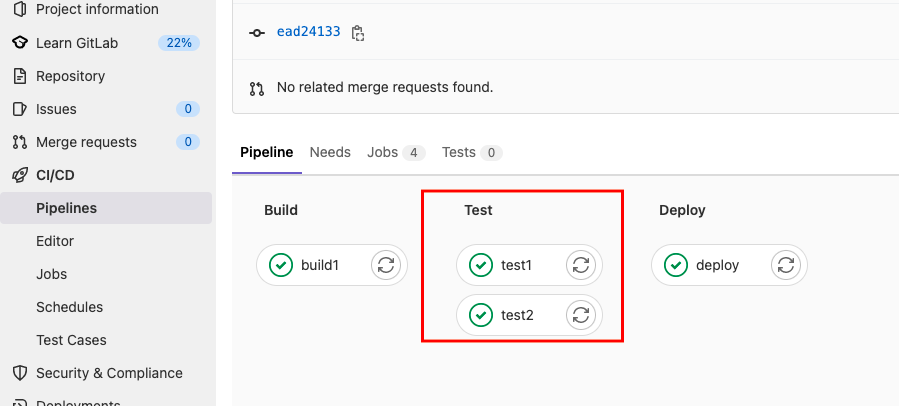 Project information
Learn GitLab 22%
Repository
Issues 0
Merge requests 0
CI/CD
Pipelines
Editor
Jobs
Schedules
Test Cases
Security & Compliance
Deployments
ead24133
No related merge requests found.
Pipeline Needs Jobs 4 Tests 0
Build Test Deploy
build1 test1 deploy
test2